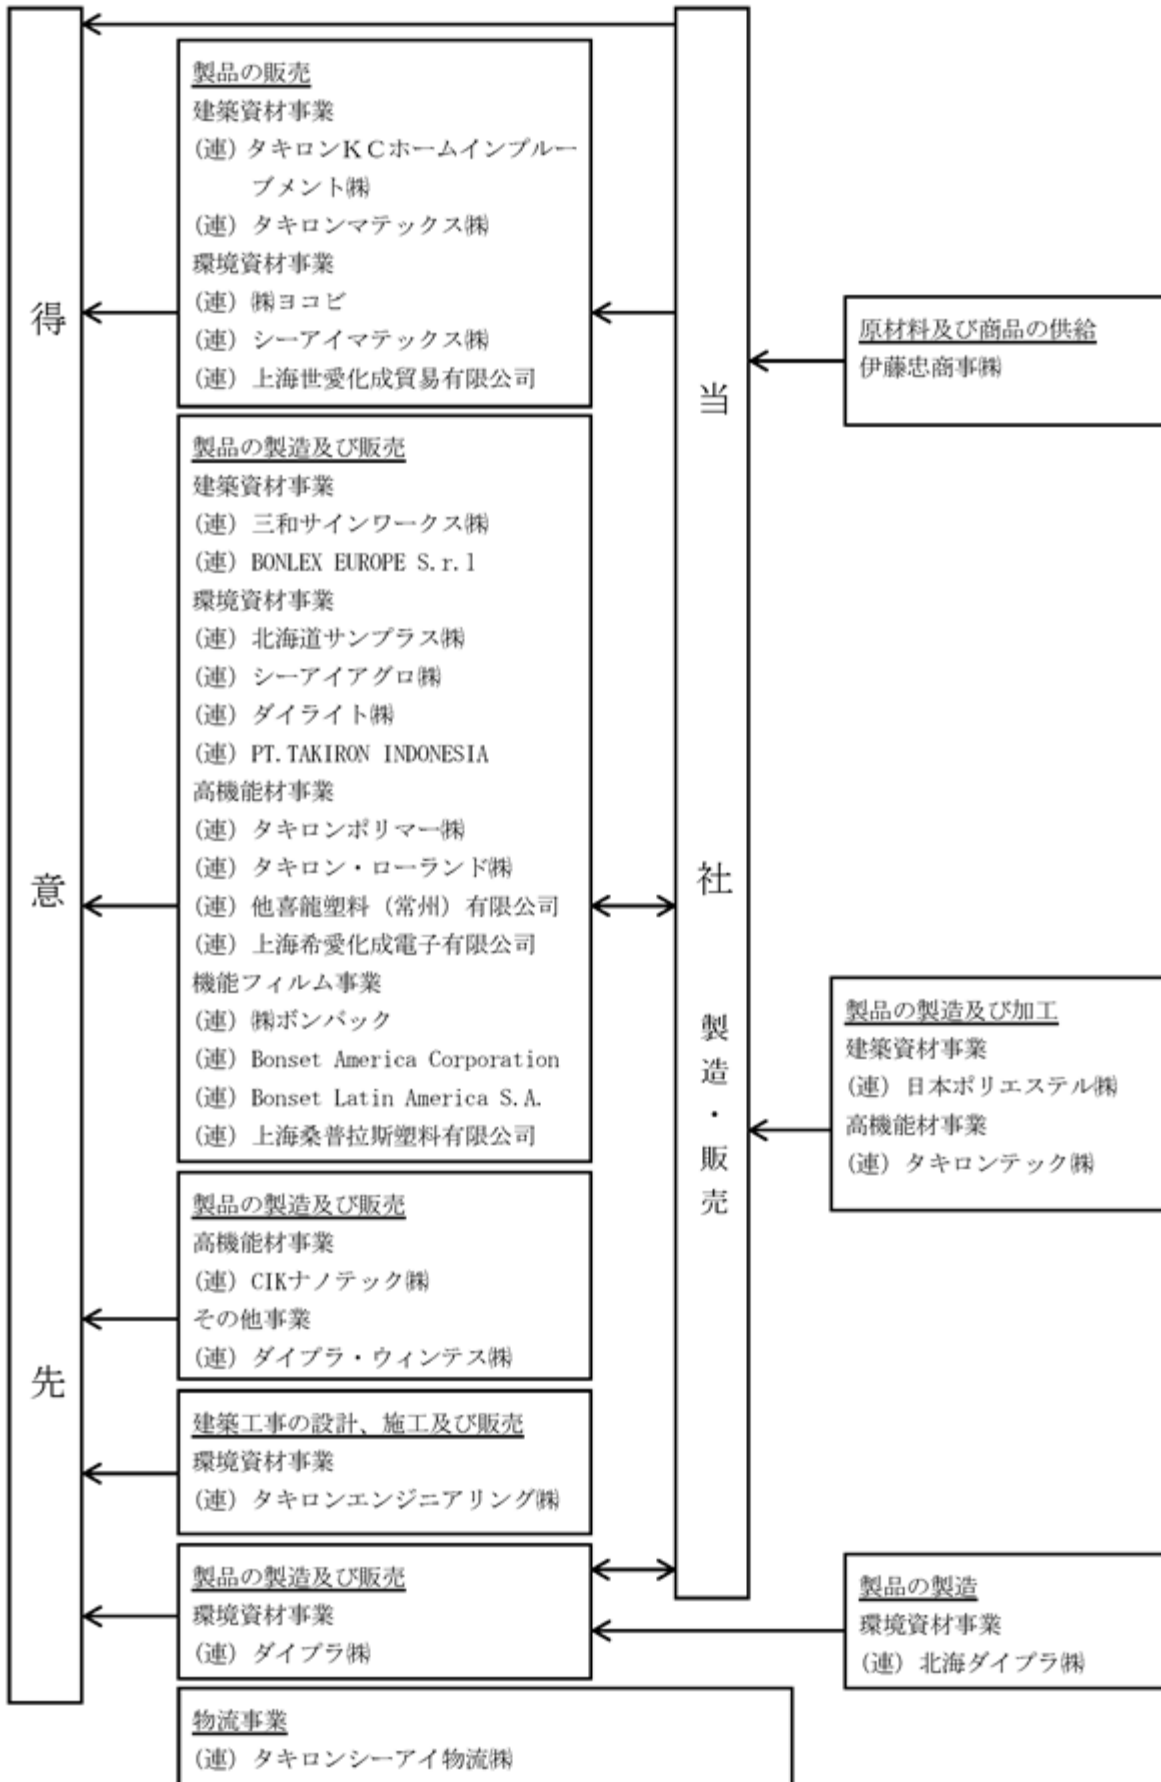 得意先
製品の販売
建築資材事業
(連) タキロンKCホームインプルー
ブメント㈱
(連) タキロンマテックス㈱
環境資材事業
(連) ㈱ヨコビ
(連) シーアイマテックス㈱
(連) 上海世愛化成貿易有限公司
製品の製造及び販売
建築資材事業
(連) 三和サインワークス㈱
(連) BONLEX EUROPE S.r.l
環境資材事業
(連) 北海道サンプラス㈱
(連) シーアイアグロ㈱
(連) ダイライト㈱
(連) PT.TAKIRON INDONESIA
高機能材事業
(連) タキロンポリマー㈱
(連) タキロン・ローランド㈱
(連) 他喜龍塑料（常州）有限公司
(連) 上海希愛化成電子有限公司
機能フィルム事業
(連) ㈱ボンパック
(連) Bonset America Corporation
(連) Bonset Latin America S.A.
(連) 上海桑普拉斯塑料有限公司
製品の製造及び販売
高機能材事業
(連) CIKナノテック㈱
その他事業
(連) ダイプラ・ウィンテス㈱
建築工事の設計、施工及び販売
環境資材事業
(連) タキロンエンジニアリング㈱
製品の製造及び販売
環境資材事業
(連) ダイプラ㈱
物流事業
(連) タキロンシーアイ物流㈱
当社 製造・販売
原材料及び商品の供給
伊藤忠商事㈱
製品の製造及び加工
建築資材事業
(連) 日本ポリエステル㈱
高機能材事業
(連) タキロンテック㈱
製品の製造
環境資材事業
(連) 北海ダイプラ㈱